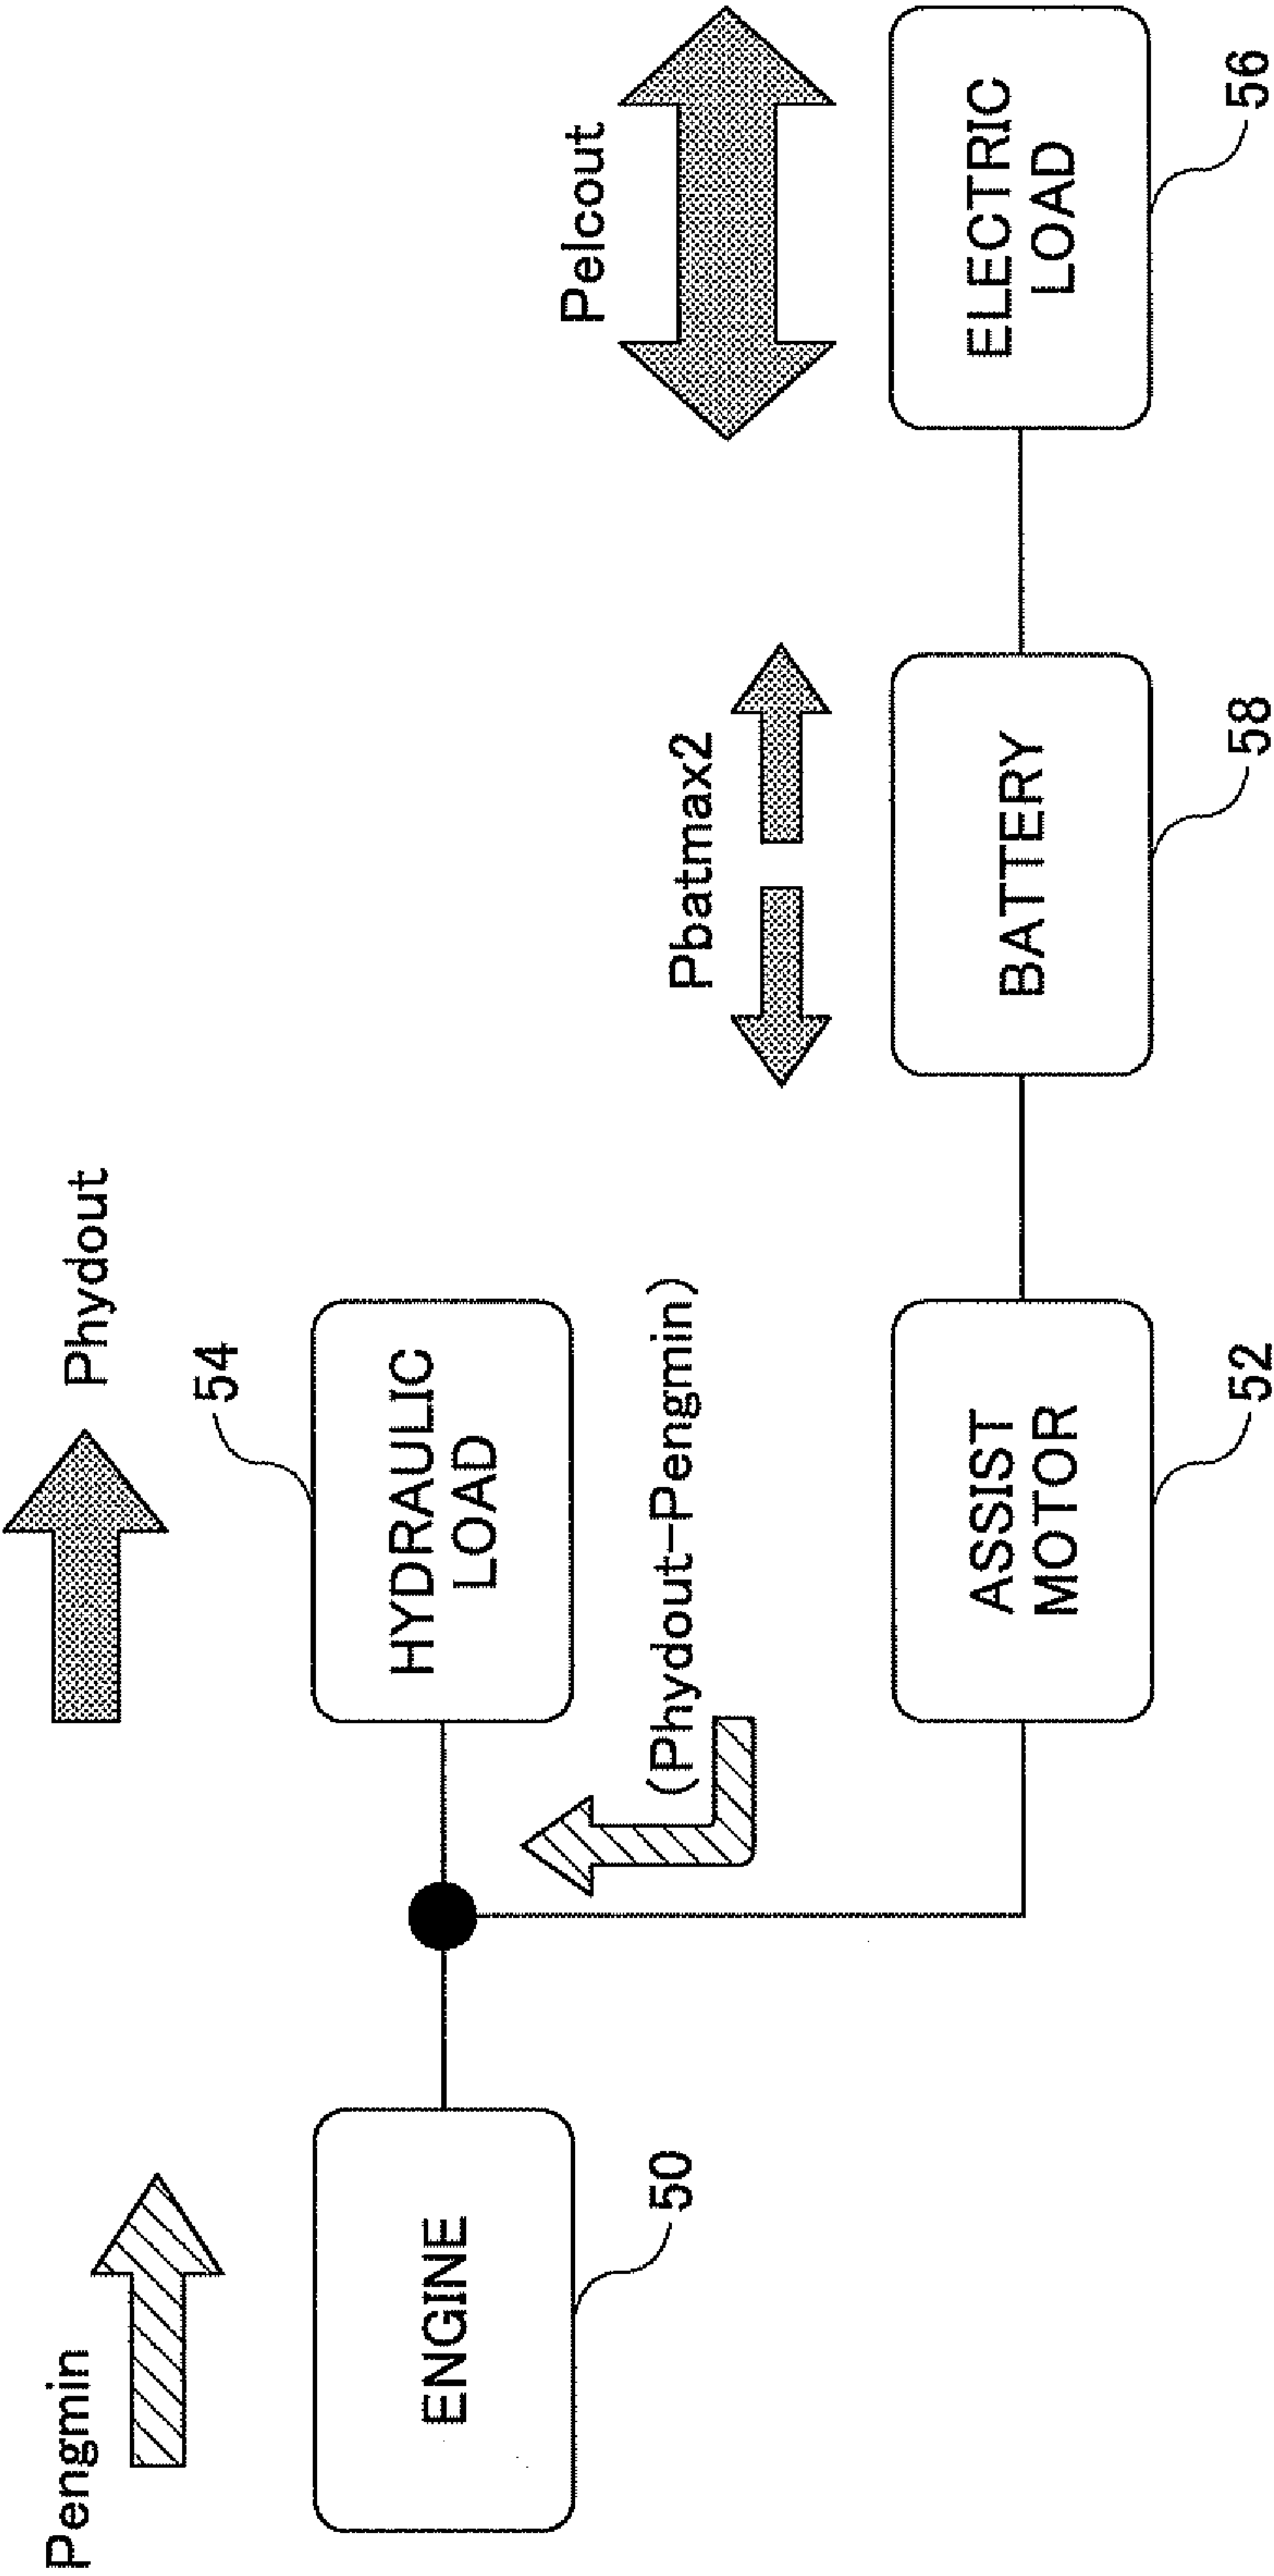 Pengmin
ENGINE
50
Phydout
54
HYDRAULIC
LOAD
(Phydout-Pengmin)
ASSIST
MOTOR
52
Pbatmax2
BATTERY
58
Pelcout
ELECTRIC
LOAD
56